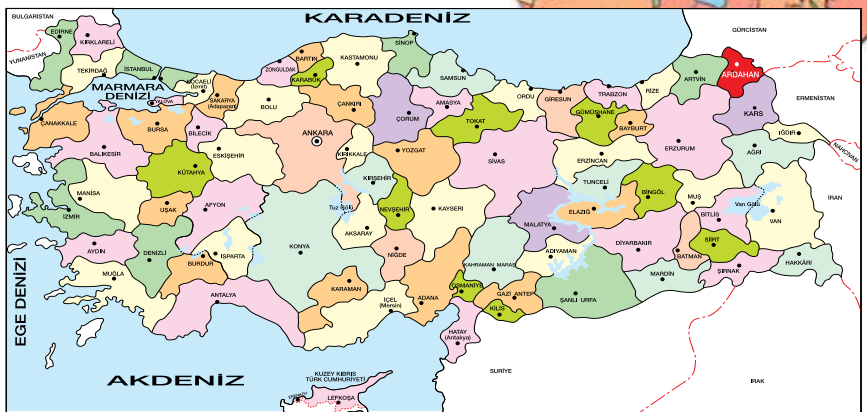 BULGARİSTAN
KARADENİZ
GÜRCİSTAN
EDİRNE
KIRKLARELİ
YUNANİSTAN
TEKİRDAĞ
İSTANBUL
MARMARA
DENİZİ
YALOVA
KOCAELİ
(İzmit)
SAKARYA
(Adapazarı)
ZONGULDAK
BARTIN
KARABÜK
KASTAMONU
SİNOP
SAMSUN
ORDU
GİRESUN
TRABZON
RİZE
ARTVİN
ARDAHAN
ERMENİSTAN
KARS
IĞDIR
NAHCİVAN
ÇANAKKALE
BURSA
BİLECİK
BOLU
ÇANKIRI
ÇORUM
AMASYA
TOKAT
GÜMÜŞHANE
BAYBURT
ERZURUM
AĞRI
BALIKESİR
ESKİŞEHİR
ANKARA
KIRIKKALE
YOZGAT
SİVAS
ERZİNCAN
KÜTAHYA
KIRŞEHİR
TUNCELİ
BİNGÖL
MUŞ
Van Gölü
BİTLİS
VAN
İRAN
MANİSA
İZMİR
UŞAK
AFYON
Tuz Gölü
NEVŞEHİR
KAYSERİ
AKSARAY
MALATYA
ELAZIĞ
DİYARBAKIR
BATMAN
SİİRT
HAKKÂRİ
ŞIRNAK
MARDİN
AYDIN
DENİZLİ
BURDUR
ISPARTA
KONYA
NİĞDE
KAHRAMAN MARAŞ
ADIYAMAN
MUĞLA
ANTALYA
KARAMAN
İÇEL
(Mersin)
ADANA
OSMANİYE
GAZİ ANTEP
KİLİS
ŞANLI URFA
HATAY
(Antakya)
EGE DENİZİ
AKDENİZ
KUZEY KIBRIS
TÜRK CUMHURİYETİ
LEFKOŞA
SURİYE
IRAK